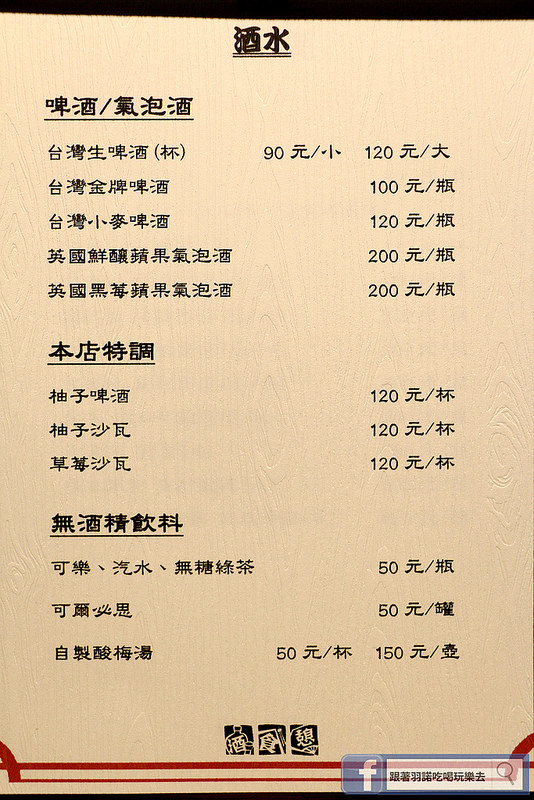 酒水
啤酒/氣泡酒
台灣生啤酒(杯) 90 元/小 120 元/大
台灣金牌啤酒 100 元/瓶
台灣小麥啤酒 120 元/瓶
英國鮮釀蘋果氣泡酒 200 元/瓶
英國黑莓蘋果氣泡酒 200 元/瓶
本店特調
柚子啤酒 120 元/杯
柚子沙瓦 120 元/杯
草莓沙瓦 120 元/杯
無酒精飲料
可樂、汽水、無糖綠茶 50 元/瓶
可爾必思 50 元/罐
自製酸梅湯 50 元/杯 150 元/壺
酒食憩
f 跟著羽諾吃喝玩樂去